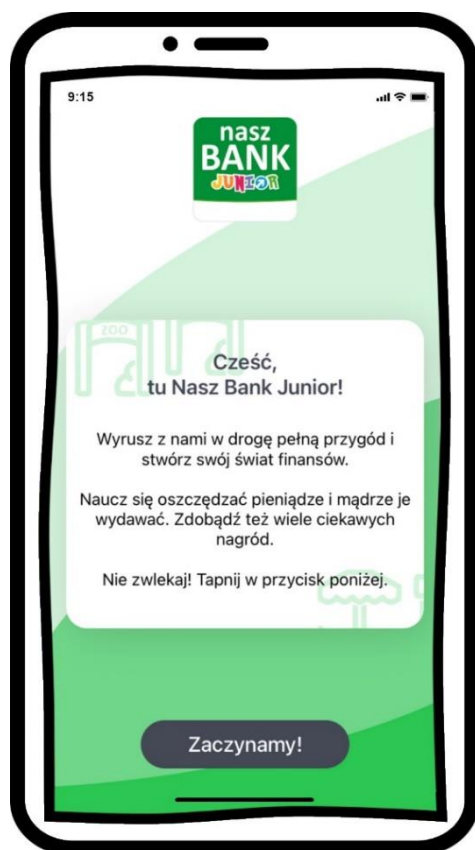 9:15
nasz
BANK
JUNIOR
ZOO
Cześć,
tu Nasz Bank Junior!
Wyrusz z nami w drogę pełną przygód i
stwórz swój świat finansów.
Naucz się oszczędzać pieniądze i mądrze je
wydawać. Zdobądź też wiele ciekawych
nagród.
Nie zwlekaj! Tapnij w przycisk poniżej.
Zaczynamy!